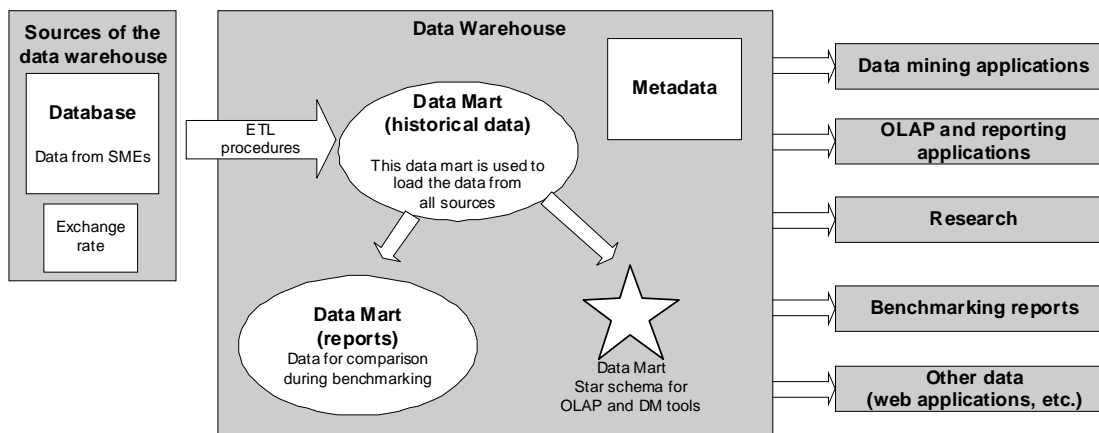 Sources of the
data warehouse
Database
Data from SMEs
Exchange
rate
ETL
procedures
Data Warehouse
Metadata
Data Mart
(historical data)
This data mart is used to
load the data from
all sources
Data Mart
(reports)
Data for comparison
during benchmarking
Data Mart
Star schema for
OLAP and DM tools
Data mining applications
OLAP and reporting
applications
Research
Benchmarking reports
Other data
(web applications, etc.)